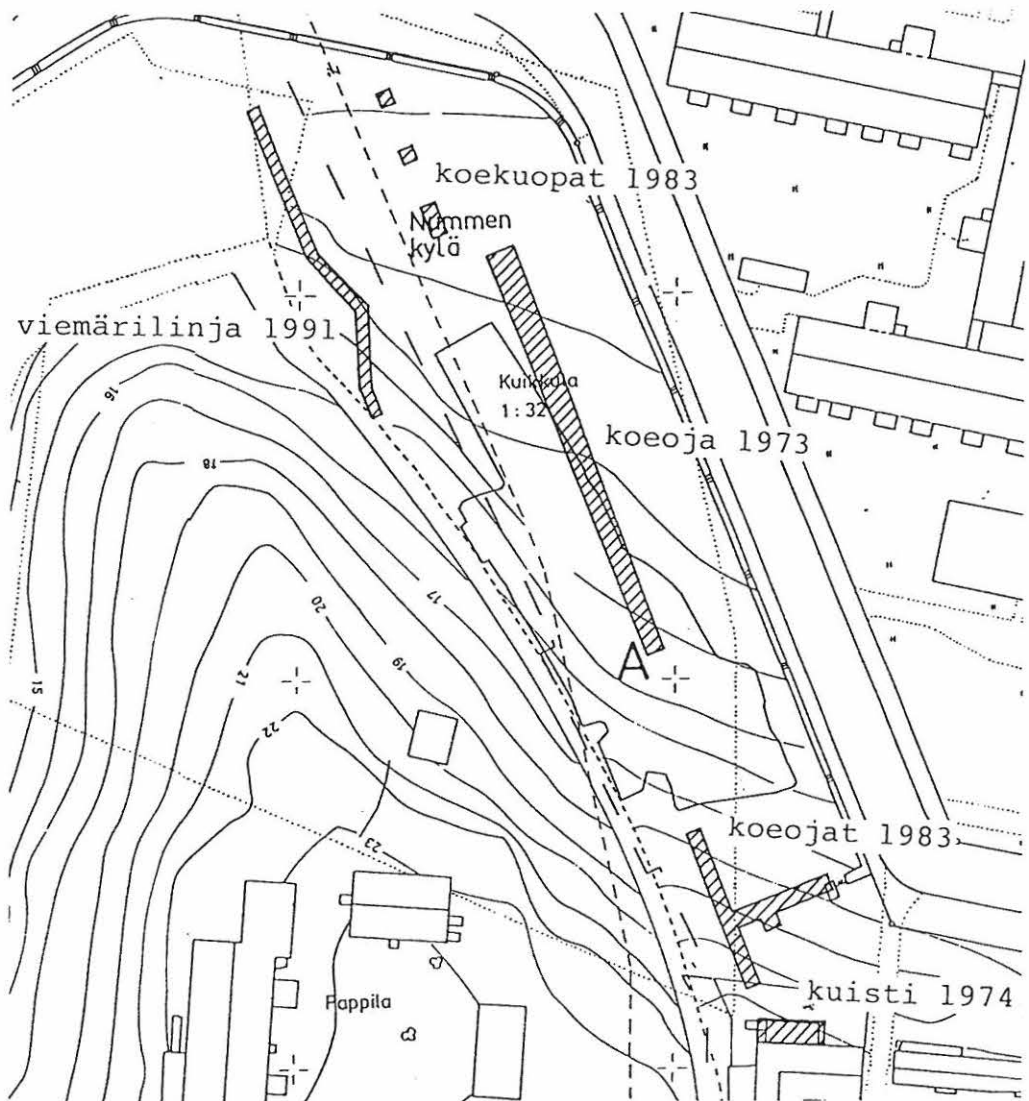 koekuopat 1983
Nummen
kylä
viemärilinja 1991
Kuikkula
1:32
koeoja 1973
16
18
17
20
19
21
15
22
A
koeojat 1983
23
kuisti 1974
Pappila